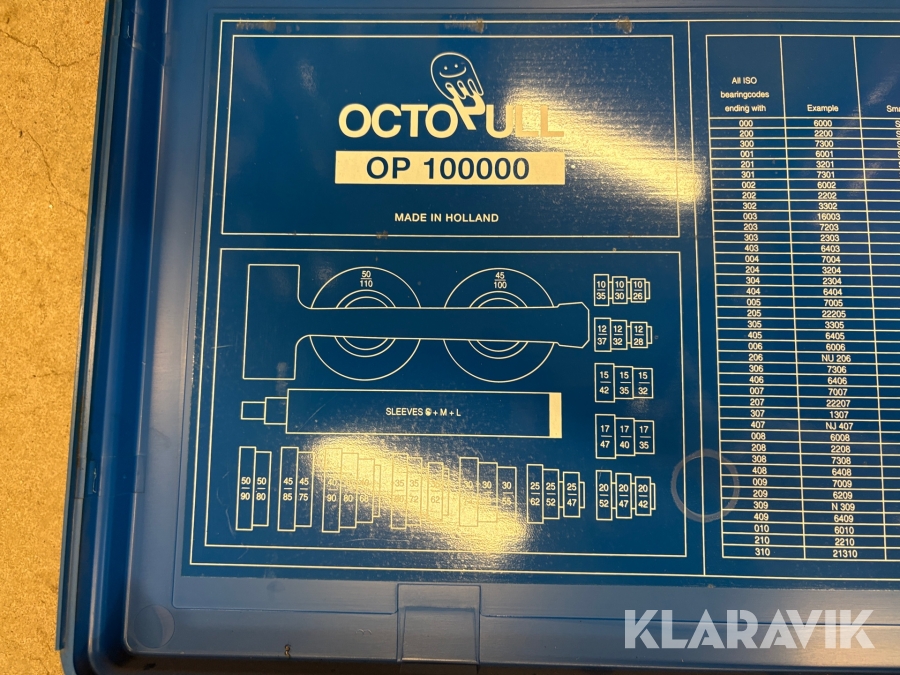 OCTOPULL
OP 100000
MADE IN HOLLAND
50
110
45
100
10 10 10
35 30 26
12 12 12
37 32 28
15 15 15
42 35 32
SLEEVES S + M + L
17 17 17
47 40 35
50 50 45 45 40 40 40 35 35 30 30 25 25 25 20 20 20
90 80 85 75 90 80 68 72 62 55 62 52 47 52 47 42
All ISO
bearingcodes
ending with Example
000 6000
200 2200
300 7300
001 6001
201 3201
301 7301
002 6002
202 2202
302 3302
003 16003
203 7203
303 2303
403 6403
004 7004
204 3204
304 2304
404 6404
005 7005
205 22205
305 3305
405 6405
006 6006
206 NU 206
306 7306
406 6406
007 7007
207 22207
307 1307
407 NJ 407
008 6008
208 2208
308 7308
408 6408
009 7009
209 6209
309 N 309
409 6409
010 6010
210 2210
310 21310
KLARAVIK